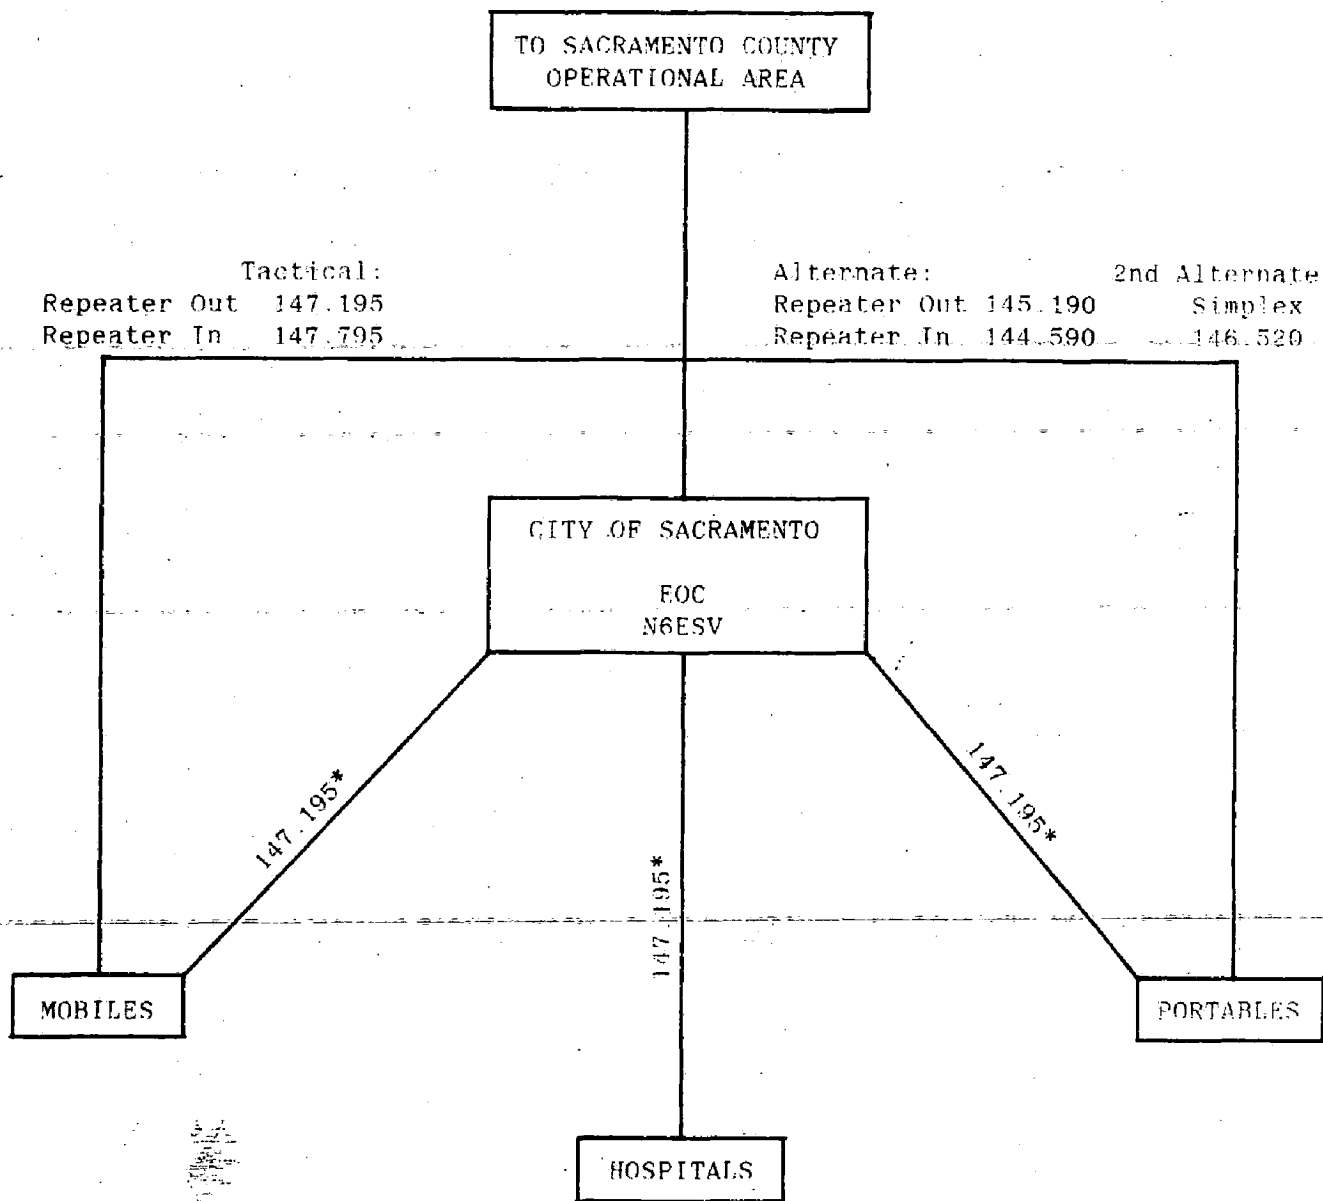 TO SACRAMENTO COUNTY
OPERATIONAL AREA
Tactical:
Repeater Out 147.195
Repeater In 147.795
Alternate:
Repeater Out 145.190
Repeater In 144.590
2nd Alternate
Simplex
146.520
CITY OF SACRAMENTO
EOC
N6ESV
147.195*
147.195*
147.195*
MOBILES
PORTABLES
HOSPITALS